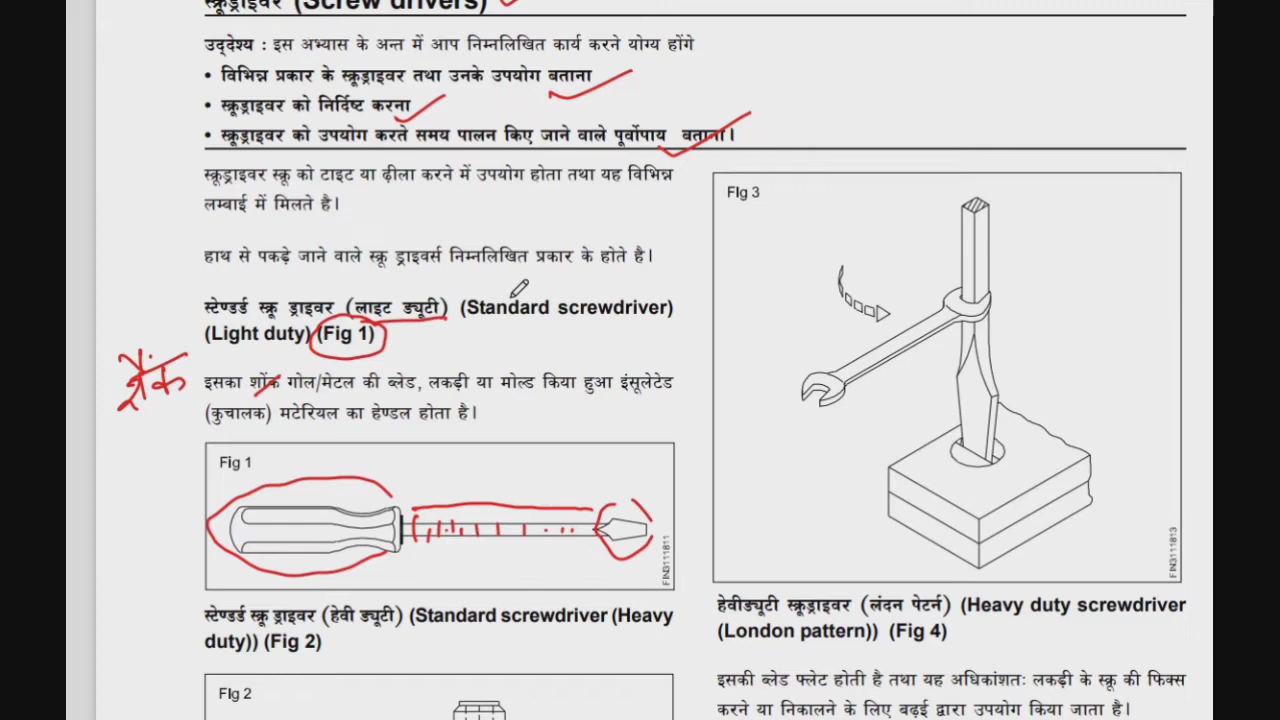 स्क्रूड्राइवर (Screw drivers)
उद्देश्य : इस अभ्यास के अन्त में आप निम्नलिखित कार्य करने योग्य होंगे
• विभिन्न प्रकार के स्क्रूड्राइवर तथा उनके उपयोग बताना
• स्क्रूड्राइवर को निर्दिष्ट करना
• स्क्रूड्राइवर को उपयोग करते समय पालन किए जाने वाले पूर्वोपाय बताना।
स्क्रूड्राइवर स्क्रू को टाइट या ढ़ीला करने में उपयोग होता तथा यह विभिन्न
लम्बाई में मिलते है।
हाथ से पकड़े जाने वाले स्क्रू ड्राइवर्स निम्नलिखित प्रकार के होते है।
स्टेण्डर्ड स्क्रू ड्राइवर (लाइट ड्यूटी) (Standard screwdriver)
(Light duty) (Fig 1)
इसका शोंक गोल/मेटल की ब्लेड, लकड़ी या मोल्ड किया हुआ इंसूलेटेड
(कुचालक) मटेरियल का हेण्डल होता है।
Fig 1
FIN3111811
स्टेण्डर्ड स्क्रू ड्राइवर (हेवी ड्यूटी) (Standard screwdriver (Heavy
duty)) (Fig 2)
Fig 2
Fig 3
FIN3111813
हेवीड्यूटी स्क्रूड्राइवर (लंदन पेटर्न) (Heavy duty screwdriver
(London pattern)) (Fig 4)
इसकी ब्लेड फ्लेट होती है तथा यह अधिकांशतः लकड़ी के स्क्रू की फिक्स
करने या निकालने के लिए बढ़ई द्वारा उपयोग किया जाता है।